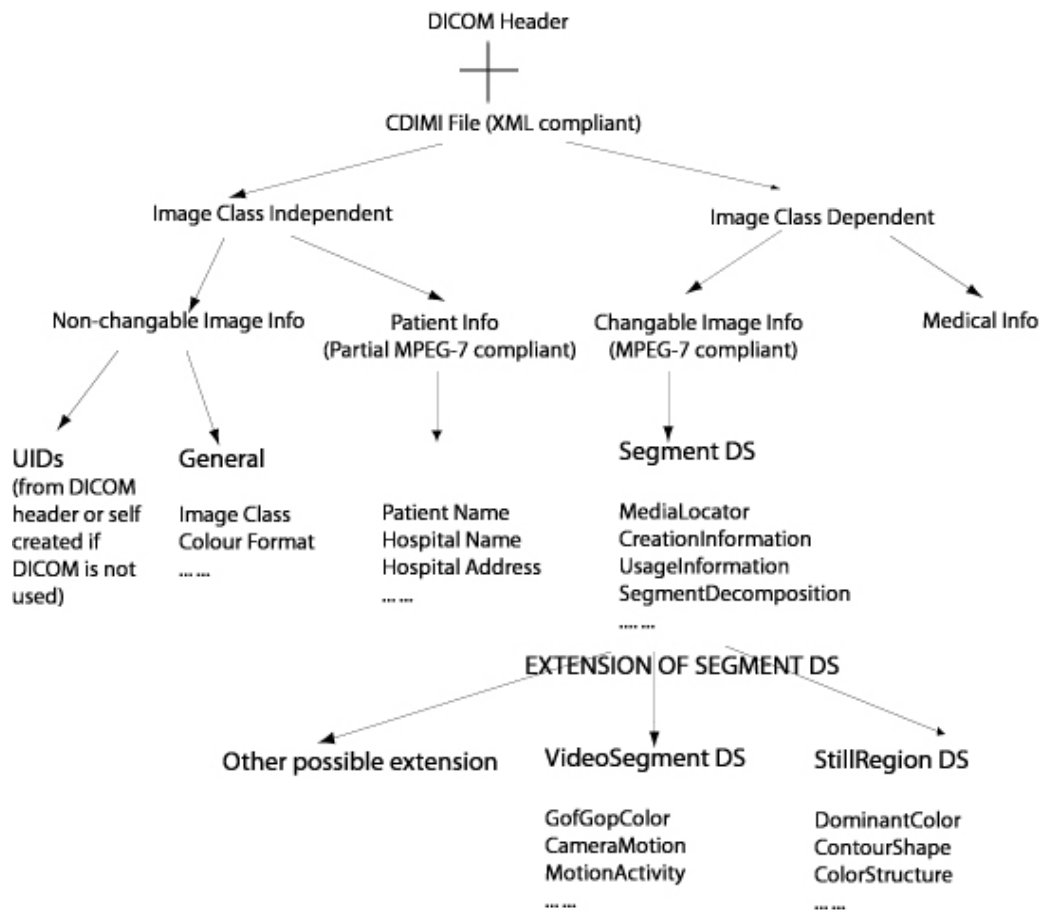 DICOM Header
CDIMI File (XML compliant)
Image Class Independent
Image Class Dependent
Non-changable Image Info
Patient Info
(Partial MPEG-7 compliant)
Changable Image Info
(MPEG-7 compliant)
Medical Info
UIDs
(from DICOM
header or self
created if
DICOM is not
used)
General
Image Class
Colour Format
... ...
Patient Name
Hospital Name
Hospital Address
... ...
Segment DS
MediaLocator
CreationInformation
UsageInformation
SegmentDecomposition
.... ...
EXTENSION OF SEGMENT DS
Other possible extension
VideoSegment DS
GofGopColor
CameraMotion
MotionActivity
... ...
StillRegion DS
DominantColor
ContourShape
ColorStructure
... ...